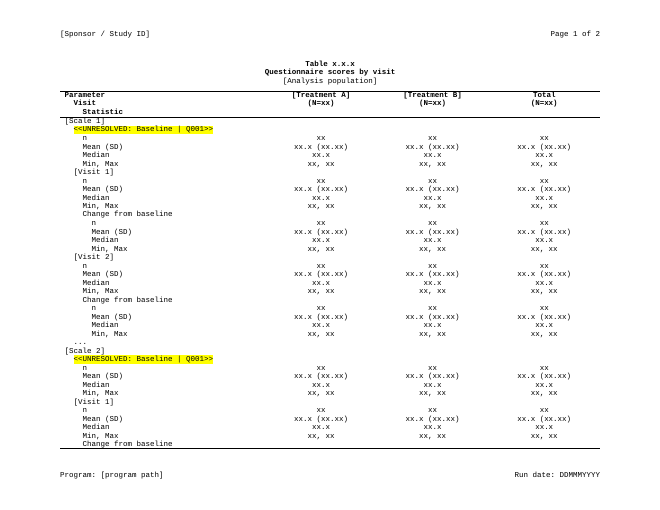 [Sponsor / Study ID] Page 1 of 2
Table x.x.x
Questionnaire scores by visit
[Analysis population]
Parameter [Treatment A] [Treatment B] Total
Visit (N=xx) (N=xx) (N=xx)
Statistic
[Scale 1]
<<UNRESOLVED: Baseline | Q001>>
n xx xx xx
Mean (SD) xx.x (xx.xx) xx.x (xx.xx) xx.x (xx.xx)
Median xx.x xx.x xx.x
Min, Max xx, xx xx, xx xx, xx
[Visit 1]
n xx xx xx
Mean (SD) xx.x (xx.xx) xx.x (xx.xx) xx.x (xx.xx)
Median xx.x xx.x xx.x
Min, Max xx, xx xx, xx xx, xx
Change from baseline
n xx xx xx
Mean (SD) xx.x (xx.xx) xx.x (xx.xx) xx.x (xx.xx)
Median xx.x xx.x xx.x
Min, Max xx, xx xx, xx xx, xx
[Visit 2]
n xx xx xx
Mean (SD) xx.x (xx.xx) xx.x (xx.xx) xx.x (xx.xx)
Median xx.x xx.x xx.x
Min, Max xx, xx xx, xx xx, xx
Change from baseline
n xx xx xx
Mean (SD) xx.x (xx.xx) xx.x (xx.xx) xx.x (xx.xx)
Median xx.x xx.x xx.x
Min, Max xx, xx xx, xx xx, xx
...
[Scale 2]
<<UNRESOLVED: Baseline | Q001>>
n xx xx xx
Mean (SD) xx.x (xx.xx) xx.x (xx.xx) xx.x (xx.xx)
Median xx.x xx.x xx.x
Min, Max xx, xx xx, xx xx, xx
[Visit 1]
n xx xx xx
Mean (SD) xx.x (xx.xx) xx.x (xx.xx) xx.x (xx.xx)
Median xx.x xx.x xx.x
Min, Max xx, xx xx, xx xx, xx
Change from baseline
Program: [program path] Run date: DDMMMYYYY